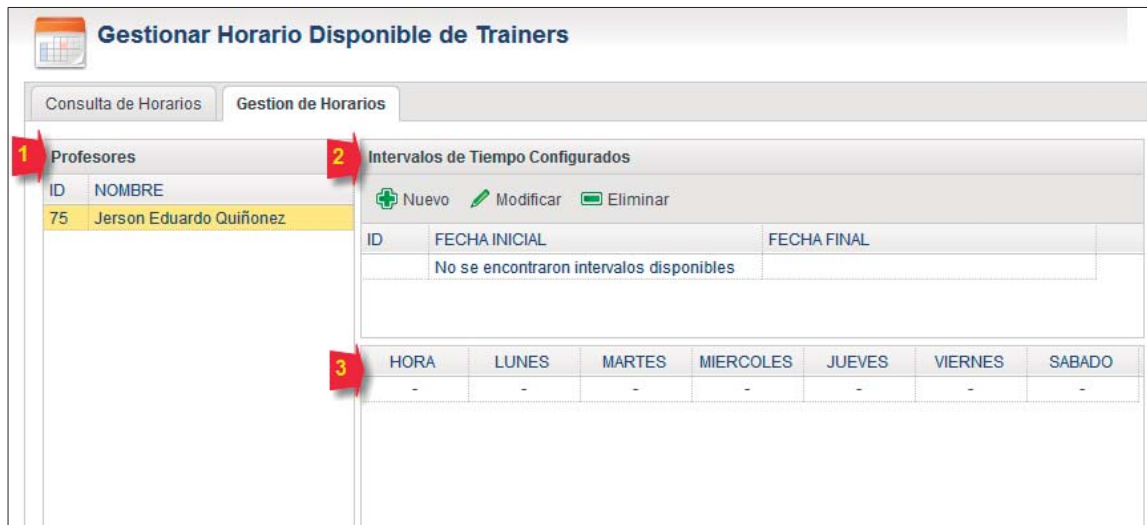 Gestionar Horario Disponible de Trainers
Consulta de Horarios Gestion de Horarios
1 Profesores
ID NOMBRE
75 Jerson Eduardo Quiñonez
2 Intervalos de Tiempo Configurados
Nuevo Modificar Eliminar
ID FECHA INICIAL FECHA FINAL
No se encontraron intervalos disponibles
3 HORA LUNES MARTES MIERCOLES JUEVES VIERNES SABADO
- - - - - - -